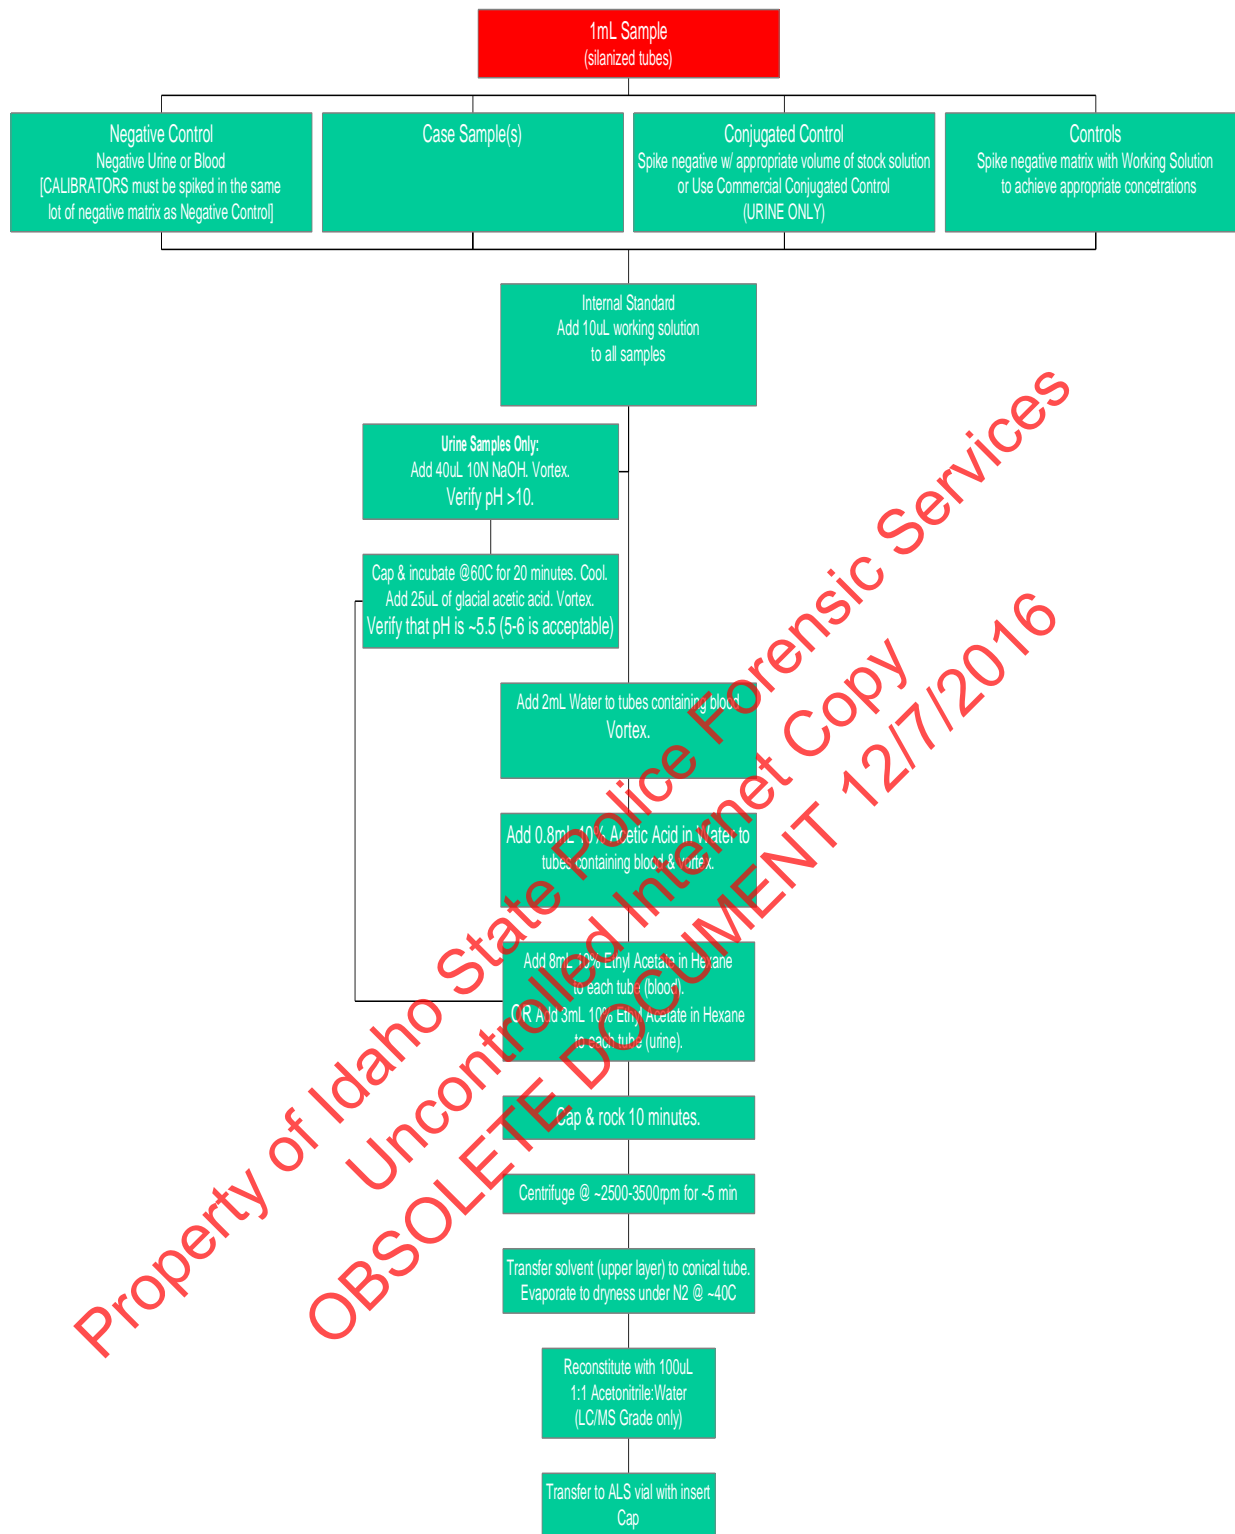 1mL Sample
(silanized tubes)
Negative Control
Negative Urine or Blood
[CALIBRATORS must be spiked in the same
lot of negative matrix as Negative Control]
Case Sample(s)
Conjugated Control
Spike negative w/ appropriate volume of stock solution
or Use Commercial Conjugated Control
(URINE ONLY)
Controls
Spike negative matrix with Working Solution
to achieve appropriate concetrations
Internal Standard
Add 10uL working solution
to all samples
Urine Samples Only:
Add 40uL 10N NaOH. Vortex.
Verify pH >10.
Cap & incubate @60C for 20 minutes. Cool.
Add 25uL of glacial acetic acid. Vortex.
Verify that pH is ~5.5 (5-6 is acceptable)
Add 2mL Water to tubes containing blood
Vortex.
Add 0.8mL 10% Acetic Acid in Water to
tubes containing blood & vortex.
Add 8mL 10% Ethyl Acetate in Hexane
to each tube (blood).
OR Add 3mL 10% Ethyl Acetate in Hexane
to each tube (urine).
Cap & rock 10 minutes.
Centrifuge @ ~2500-3500rpm for ~5 min
Transfer solvent (upper layer) to conical tube.
Evaporate to dryness under N2 @ ~40C
Reconstitute with 100uL
1:1 Acetonitrile:Water
(LC/MS Grade only)
Transfer to ALS vial with insert
Cap
Property of Idaho State Police Forensic Services
Uncontrolled Internet Copy
OBSOLETE DOCUMENT 12/7/2016